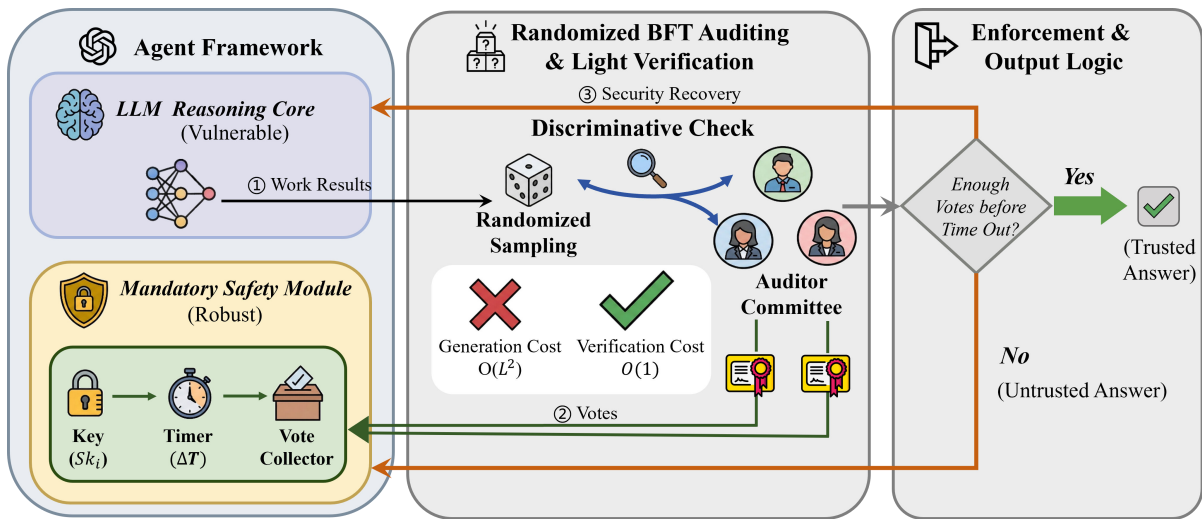 Agent Framework
LLM Reasoning Core
(Vulnerable)
① Work Results
Mandatory Safety Module
(Robust)
Key
(Sk_i)
Timer
(ΔT)
Vote
Collector
Randomized BFT Auditing
& Light Verification
③ Security Recovery
Discriminative Check
? 
? ?
Randomized
Sampling
Auditor
Committee
Generation Cost
O(L²)
Verification Cost
O(1)
② Votes
Enforcement &
Output Logic
Enough
Votes before
Time Out?
Yes
(Trusted
Answer)
No
(Untrusted Answer)